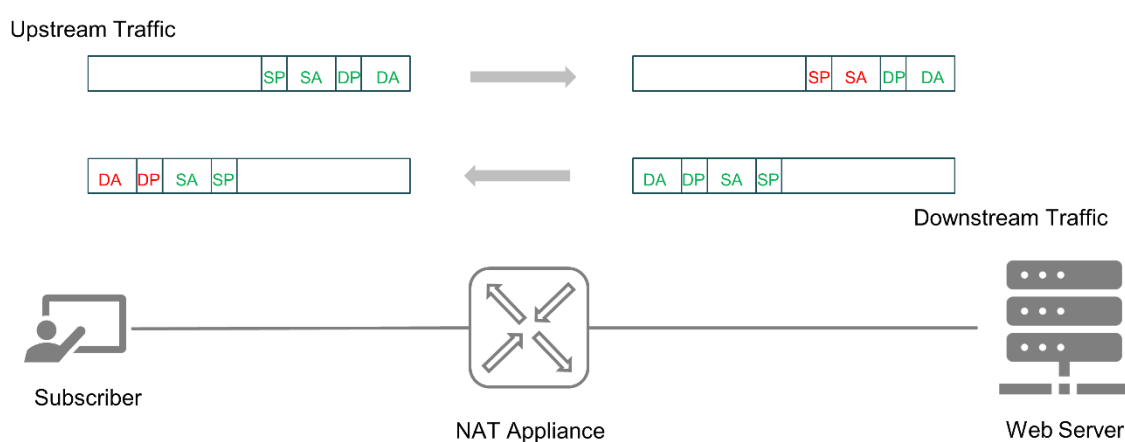 Upstream Traffic
SP SA DP DA
SP SA DP DA
DA DP SA SP
DA DP SA SP
Downstream Traffic
Subscriber
NAT Appliance
Web Server